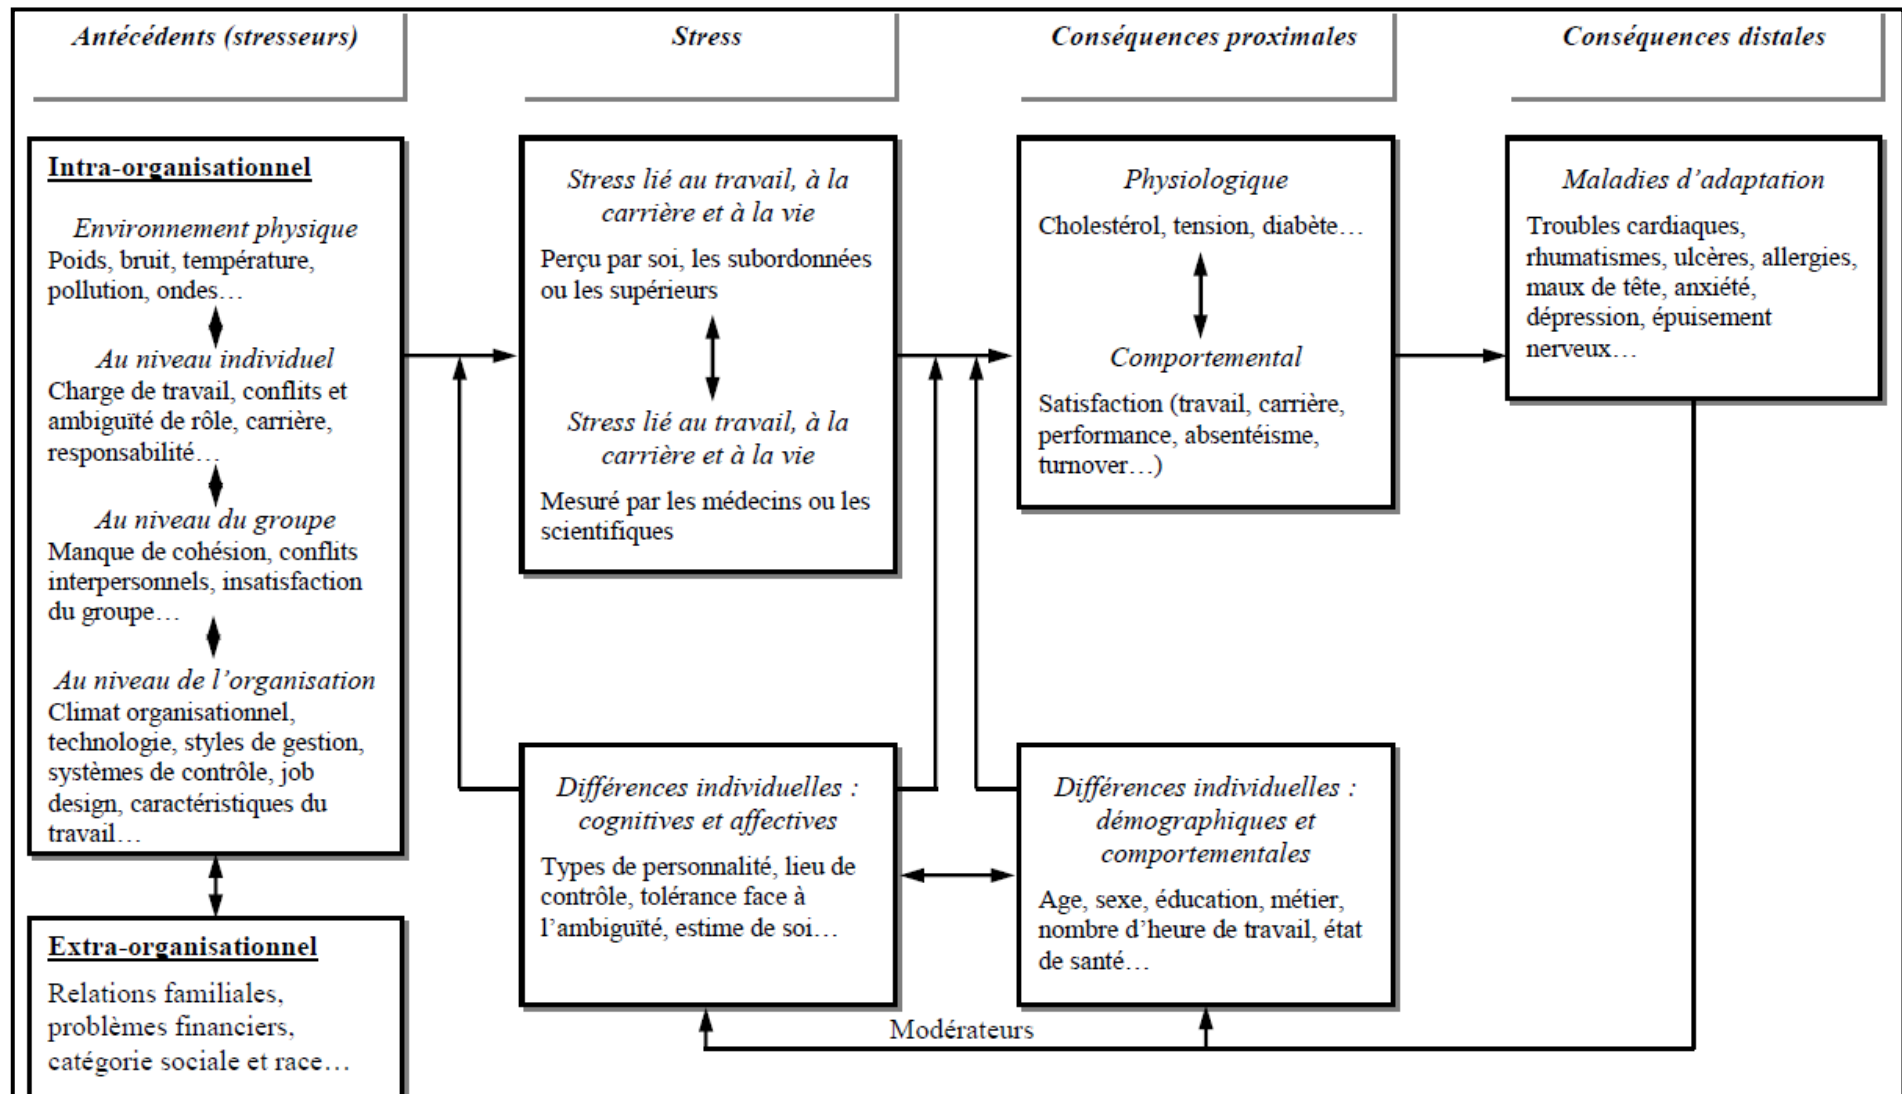 Antécédents (stresseurs)
Stress
Conséquences proximales
Conséquences distales
Intra-organisationnel
Environnement physique
Poids, bruit, température,
pollution, ondes…
Au niveau individuel
Charge de travail, conflits et
ambiguïté de rôle, carrière,
responsabilité…
Au niveau du groupe
Manque de cohésion, conflits
interpersonnels, insatisfaction
du groupe…
Au niveau de l’organisation
Climat organisationnel,
technologie, styles de gestion,
systèmes de contrôle, job
design, caractéristiques du
travail…
Extra-organisationnel
Relations familiales,
problèmes financiers,
catégorie sociale et race…
Stress lié au travail, à la
carrière et à la vie
Perçu par soi, les subordonnées
ou les supérieurs
Stress lié au travail, à la
carrière et à la vie
Mesuré par les médecins ou les
scientifiques
Différences individuelles :
cognitives et affectives
Types de personnalité, lieu de
contrôle, tolérance face à
l’ambiguïté, estime de soi…
Physiologique
Cholestérol, tension, diabète…
Comportemental
Satisfaction (travail, carrière,
performance, absentéisme,
turnover…)
Différences individuelles :
démographiques et
comportementales
Age, sexe, éducation, métier,
nombre d’heure de travail, état
de santé…
Modérateurs
Maladies d’adaptation
Troubles cardiaques,
rhumatismes, ulcères, allergies,
maux de tête, anxiété,
dépression, épuisement
nerveux…